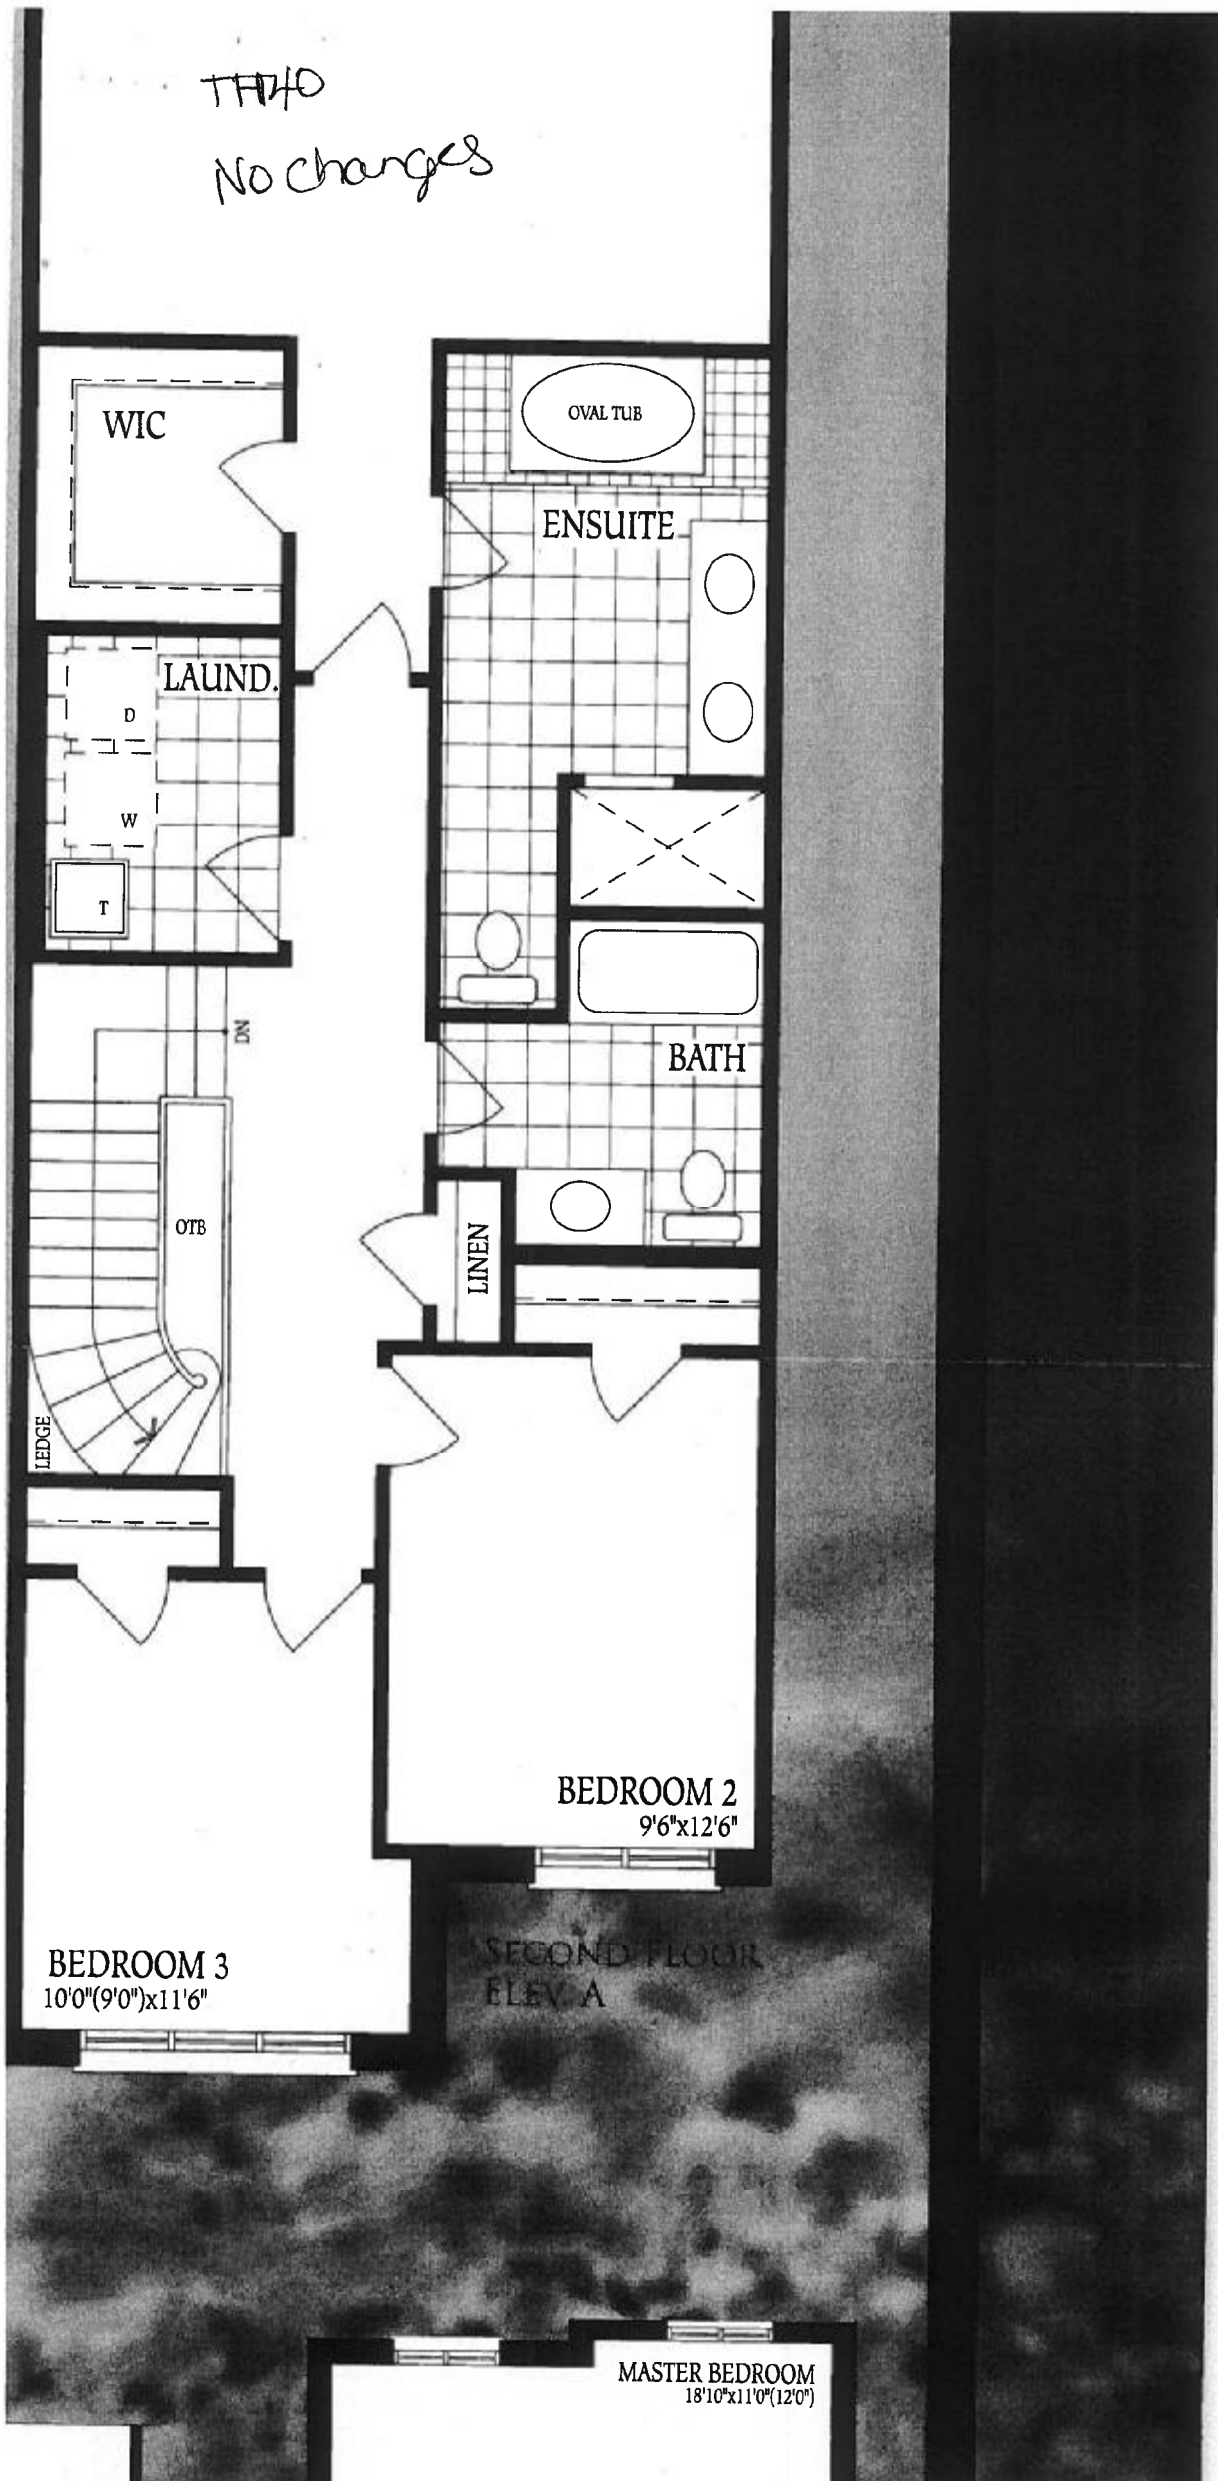 No changes
WIC
OVAL TUB
ENSUITE
LAUND.
D
W
T
DN
BATH
OTB
LINEN
LEDGE
BEDROOM 2
9'6"x12'6"
BEDROOM 3
10'0"(9'0")x11'6"
SECOND FLOOR
ELEV. A
MASTER BEDROOM
18'10"x11'0"(12'0")